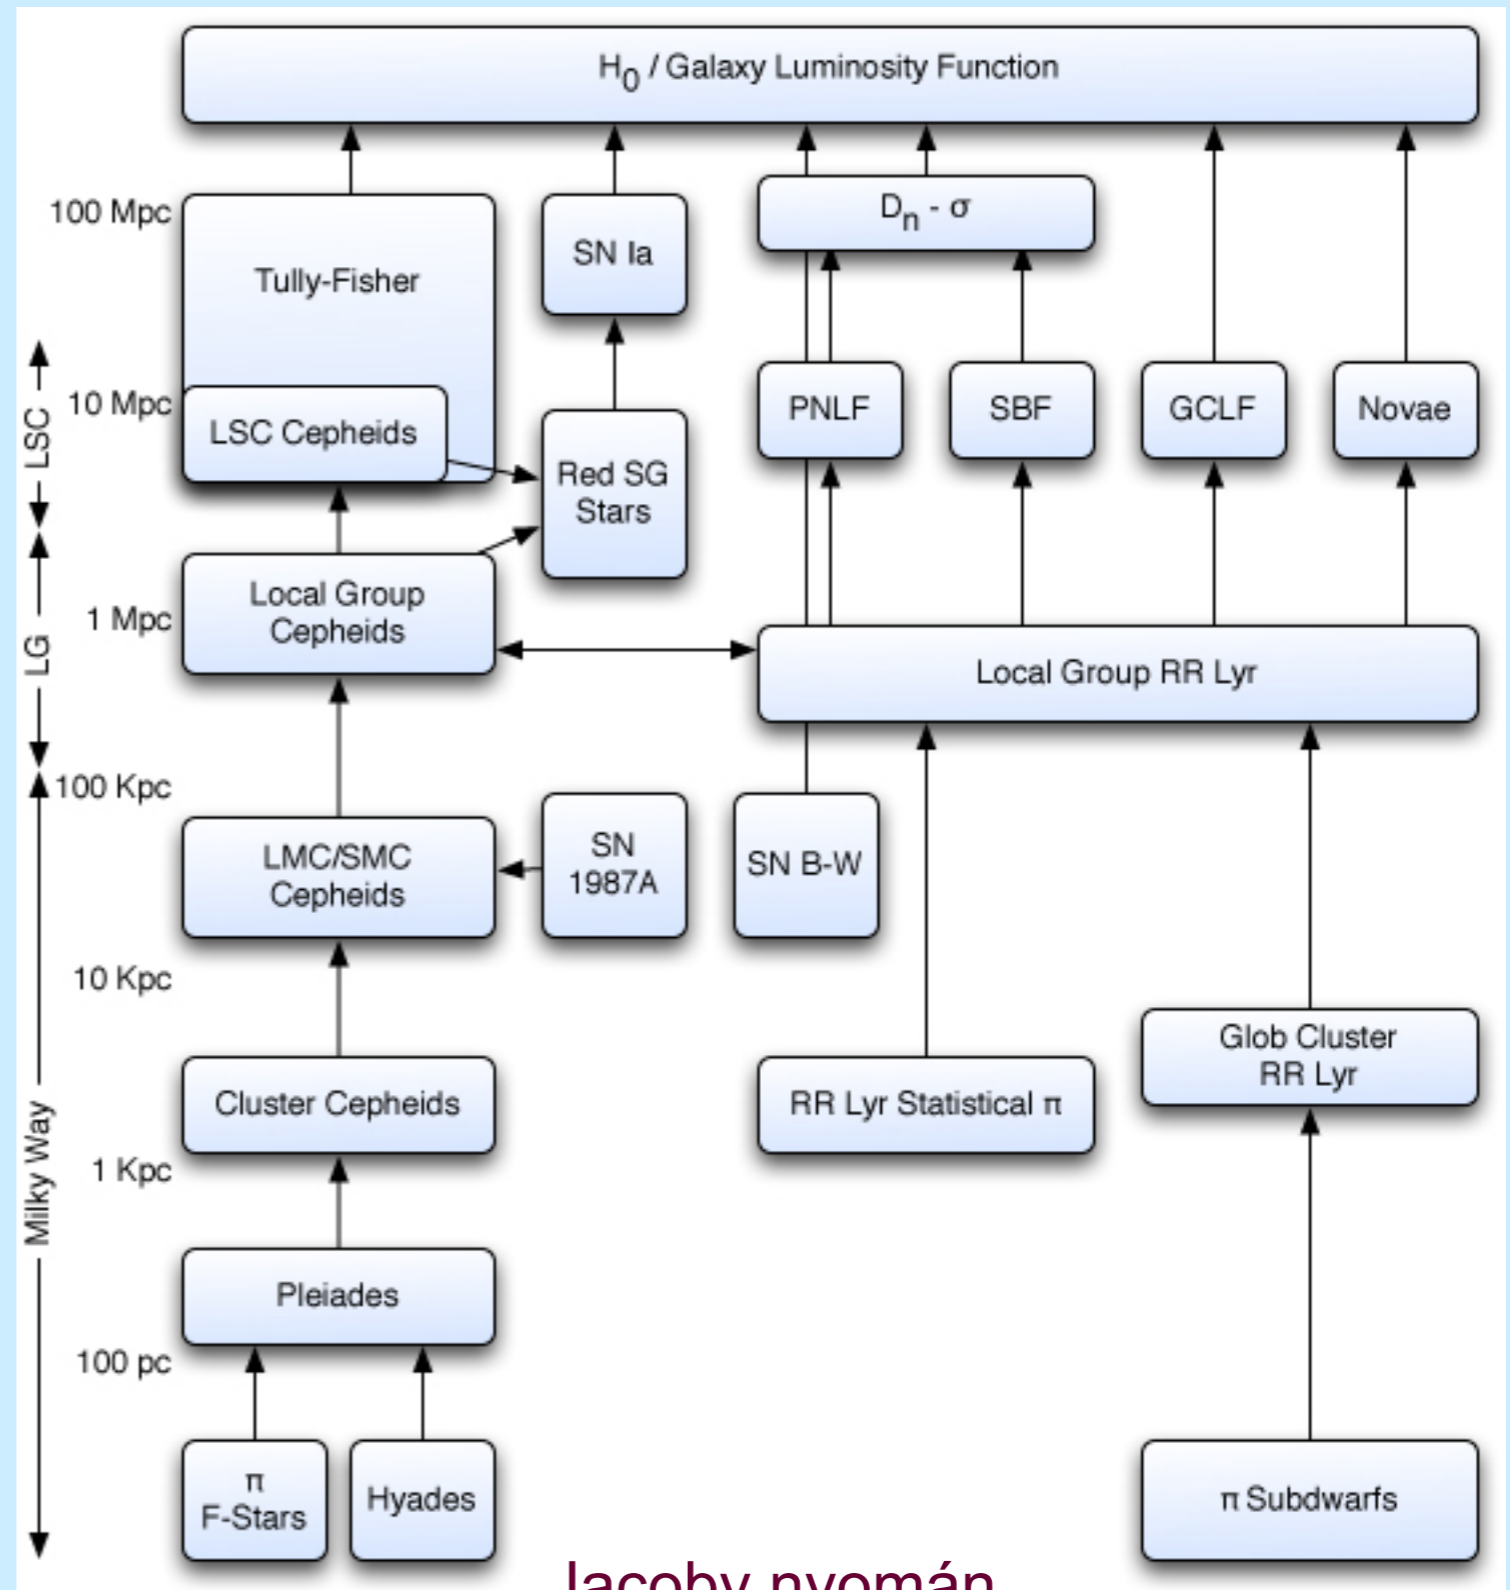 H0 / Galaxy Luminosity Function
100 Mpc
Tully-Fisher
SN Ia
Dn - σ
LSC
10 Mpc
LSC Cepheids
Red SG
Stars
PNLF
SBF
GCLF
Novae
LG
1 Mpc
Local Group
Cepheids
Local Group RR Lyr
100 Kpc
LMC/SMC
Cepheids
SN
1987A
SN B-W
10 Kpc
Milky Way
Cluster Cepheids
RR Lyr Statistical π
Glob Cluster
RR Lyr
1 Kpc
Pleiades
100 pc
π
F-Stars
Hyades
π Subdwarfs
Jacoby nyomán